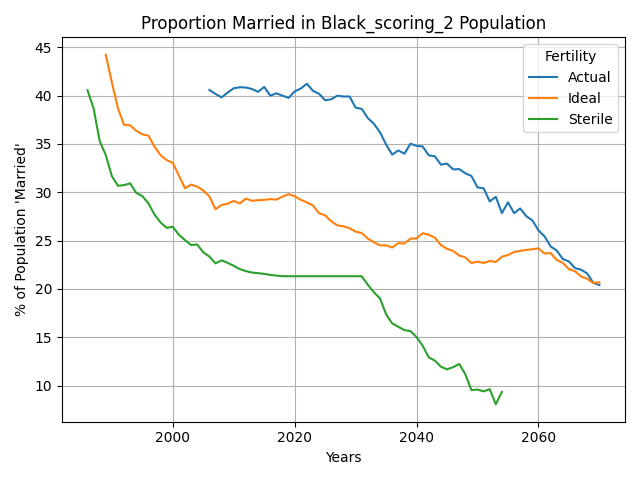 Proportion Married in Black_scoring_2 Population
% of Population 'Married'
45
40
35
30
25
20
15
10
Fertility
Actual
Ideal
Sterile
2000
2020
2040
2060
Years